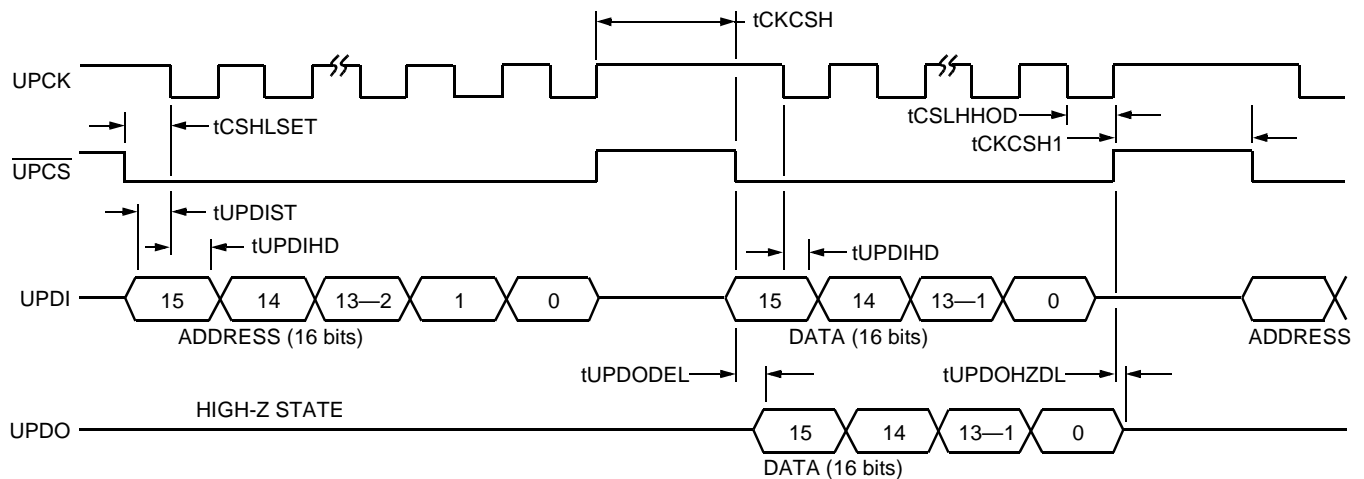 tCKCSH
UPCK
tCSHLSET
tCSLHHOD
tCKCSH1
UPCS
tUPDIST
tUPDIHD
tUPDIHD
UPDI
15
14
13—2
1
0
15
14
13—1
0
ADDRESS (16 bits)
DATA (16 bits)
ADDRESS
tUPDODEL
tUPDOHZDL
HIGH-Z STATE
UPDO
15
14
13—1
0
DATA (16 bits)